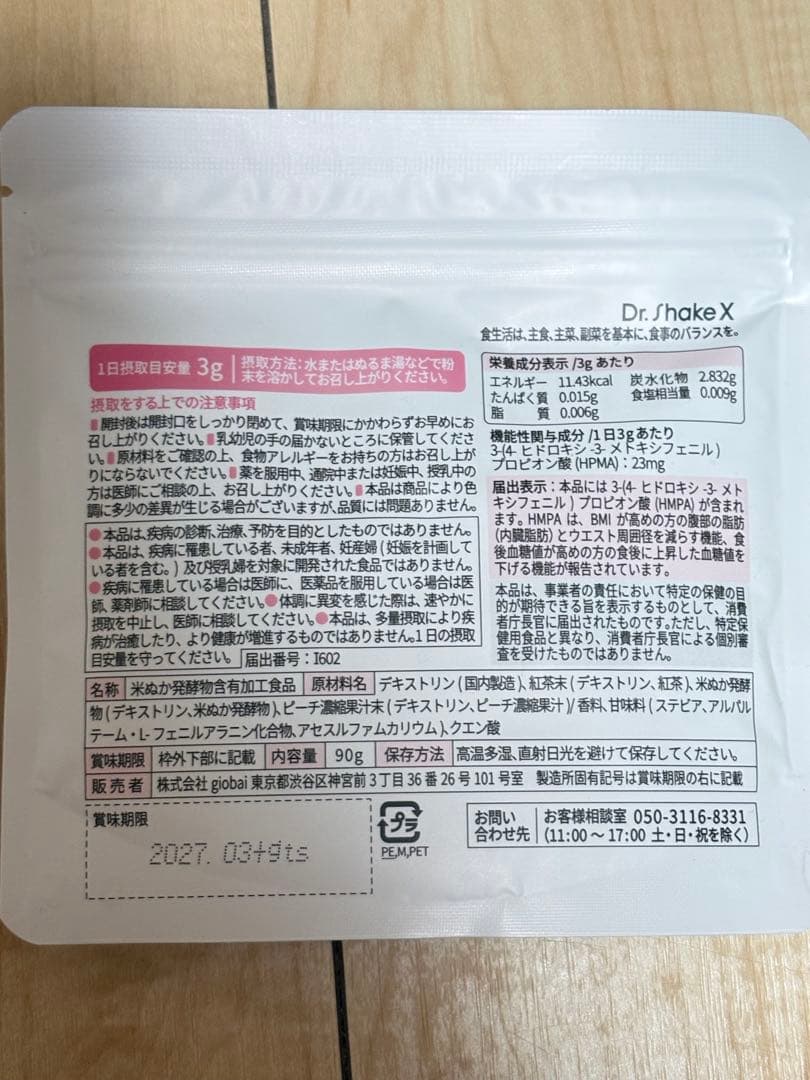 Dr. Shake X
食生活は、主食、主菜、副菜を基本に、食事のバランスを。
1日摂取目安量 3g
摂取方法：水またはぬるま湯などで粉
末を溶かしてお召し上がりください。
摂取をする上での注意事項
開封後は開封口をしっかり閉めて、賞味期限にかかわらずお早めにお
召し上がりください。 乳幼児の手の届かないところに保管してくださ
い。 原材料をご確認の上、食物アレルギーをお持ちの方はお召し上が
りにならないでください。 薬を服用中、通院中または妊娠中、授乳中の
方は医師にご相談の上、お召し上がりください。 本品は商品により色
調に多少の差異が生じる場合がございますが、品質には問題ありません。
●本品は、疾病の診断、治療、予防を目的としたものではありません。
●本品は、疾病に罹患している者、未成年者、妊産婦(妊娠を計画して
いる者を含む。)及び授乳婦を対象に開発された食品ではありません。
●疾病に罹患している場合は医師に、医薬品を服用している場合は医
師、薬剤師に相談してください。●体調に異変を感じた際は、速やかに
摂取を中止し、医師に相談してください。●本品は、多量摂取により疾
病が治癒したり、より健康が増進するものではありません。1日の摂取
目安量を守ってください。
届出番号：I602
栄養成分表示 /3g あたり
エネルギー 11.43kcal 炭水化物 2.832g
たんぱく質 0.015g 食塩相当量 0.009g
脂 質 0.006g
機能性関与成分 /1日3gあたり
3-(4- ヒドロキシ -3- メトキシフェニル)
プロピオン酸 (HPMA)：23mg
届出表示：本品には 3-(4- ヒドロキシ -3- メト
キシフェニル) プロピオン酸 (HMPA) が含まれ
ます。HMPA は、BMI が高めの方の腹部の脂肪
(内臓脂肪)とウエスト周囲径を減らす機能、食
後血糖値が高めの方の食後に上昇した血糖値を
下げる機能が報告されています。
本品は、事業者の責任において特定の保健の目
的が期待できる旨を表示するものとして、消費
者庁長官に届出されたものです。ただし、特定保
健用食品と異なり、消費者庁長官による個別審
査を受けたものではありません。
名称 米ぬか発酵物含有加工食品 原材料名 デキストリン(国内製造)、紅茶末(デキストリン、紅茶)、米ぬか発酵
物(デキストリン、米ぬか発酵物)、ピーチ濃縮果汁末(デキストリン、ピーチ濃縮果汁)/香料、甘味料(ステビア、アスパル
テーム・L-フェニルアラニン化合物、アセスルファムカリウム)、クエン酸
賞味期限 枠外下部に記載 内容量 90g 保存方法 高温多湿、直射日光を避けて保存してください。
販売者 株式会社 giobai 東京都渋谷区神宮前3丁目36番26号101号室 製造所固有記号は賞味期限の右に記載
賞味期限
2027. 03+9ts
プラ
PE,M,PET
お問い
合わせ先
お客様相談室 050-3116-8331
(11:00 〜 17:00 土・日・祝を除く)